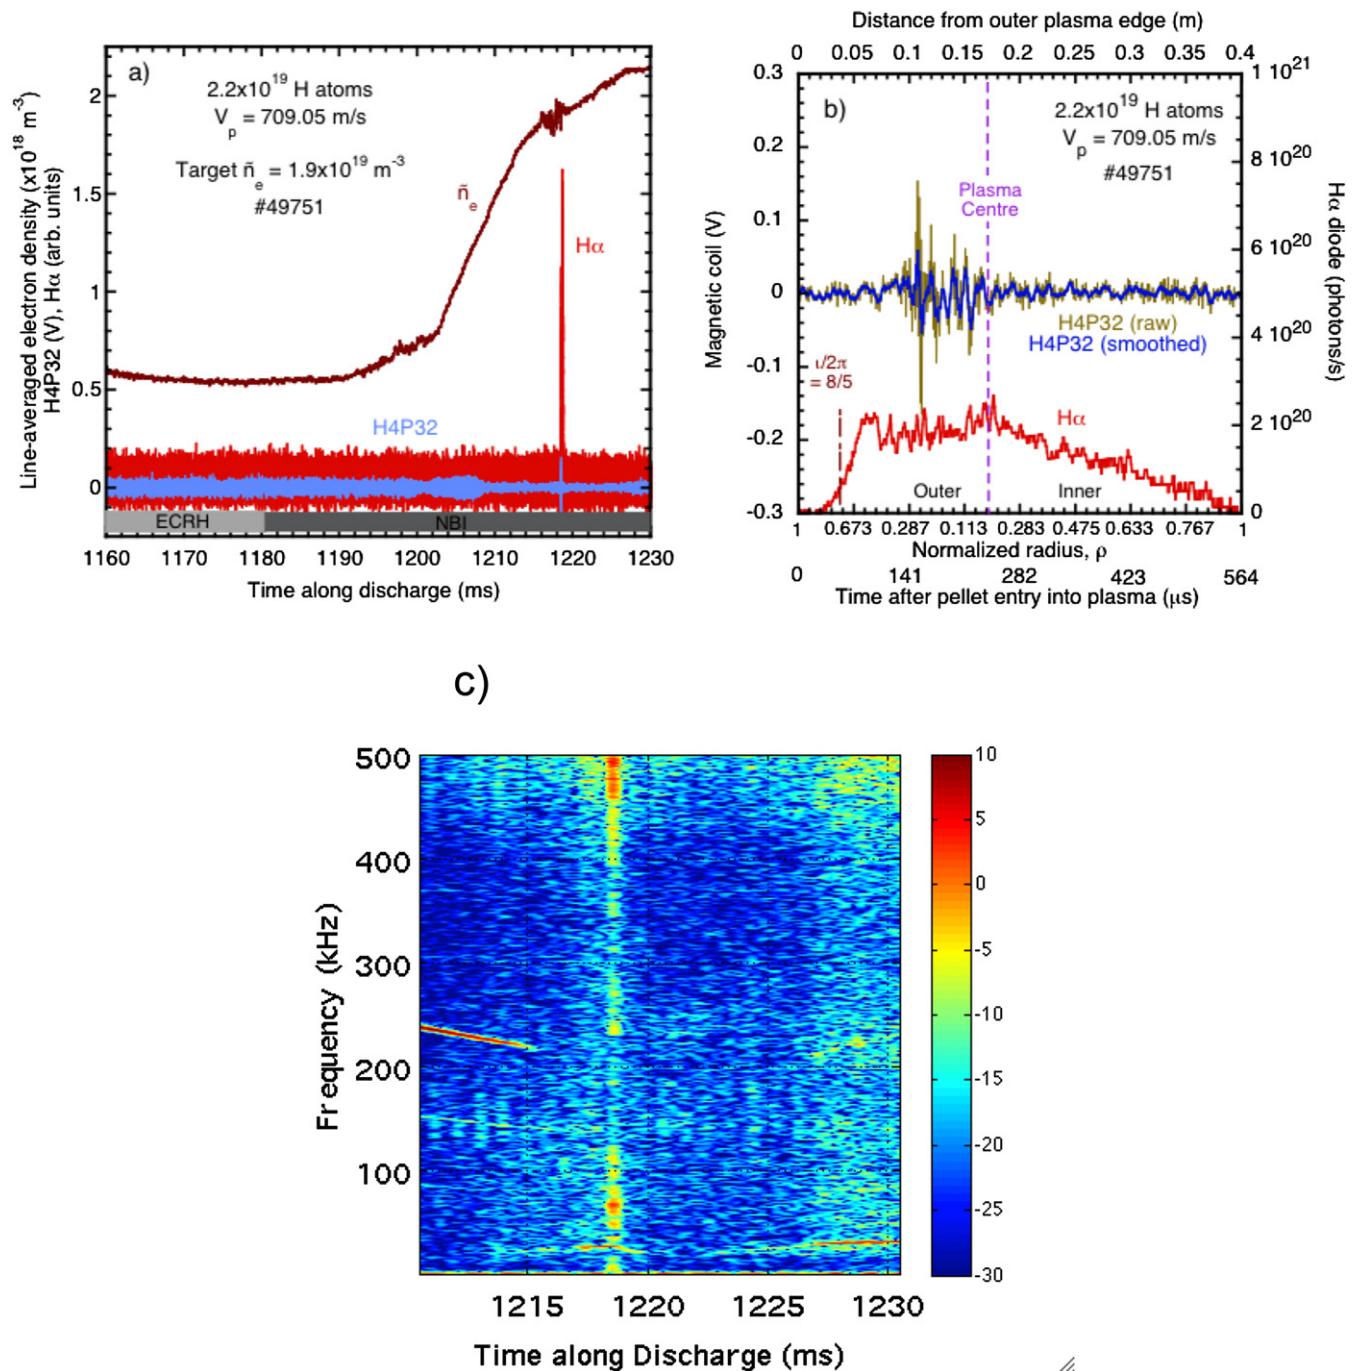 a)
2.2x10^19 H atoms
V_p = 709.05 m/s
Target ñ_e = 1.9x10^19 m^-3
#49751
ñ_e
Hα
H4P32
ECRH
NBI
Line-averaged electron density (x10^18 m^-3)
H4P32 (V), Hα (arb. units)
2
1.5
1
0.5
0
1160 1170 1180 1190 1200 1210 1220 1230
Time along discharge (ms)
Distance from outer plasma edge (m)
0 0.05 0.1 0.15 0.2 0.25 0.3 0.35 0.4
b)
2.2x10^19 H atoms
V_p = 709.05 m/s
#49751
Plasma
Centre
H4P32 (raw)
H4P32 (smoothed)
ι/2π
= 8/5
Hα
Outer
Inner
Magnetic coil (V)
0.3
0.2
0.1
0
-0.1
-0.2
-0.3
Hα diode (photons/s)
1 10^21
8 10^20
6 10^20
4 10^20
2 10^20
0
1 0.673 0.287 0.113 0.283 0.475 0.633 0.767 1
Normalized radius, ρ
0 141 282 423 564
Time after pellet entry into plasma (μs)
c)
500
400
300
200
100
Frequency (kHz)
1215 1220 1225 1230
Time along Discharge (ms)
10
5
0
-5
-10
-15
-20
-25
-30